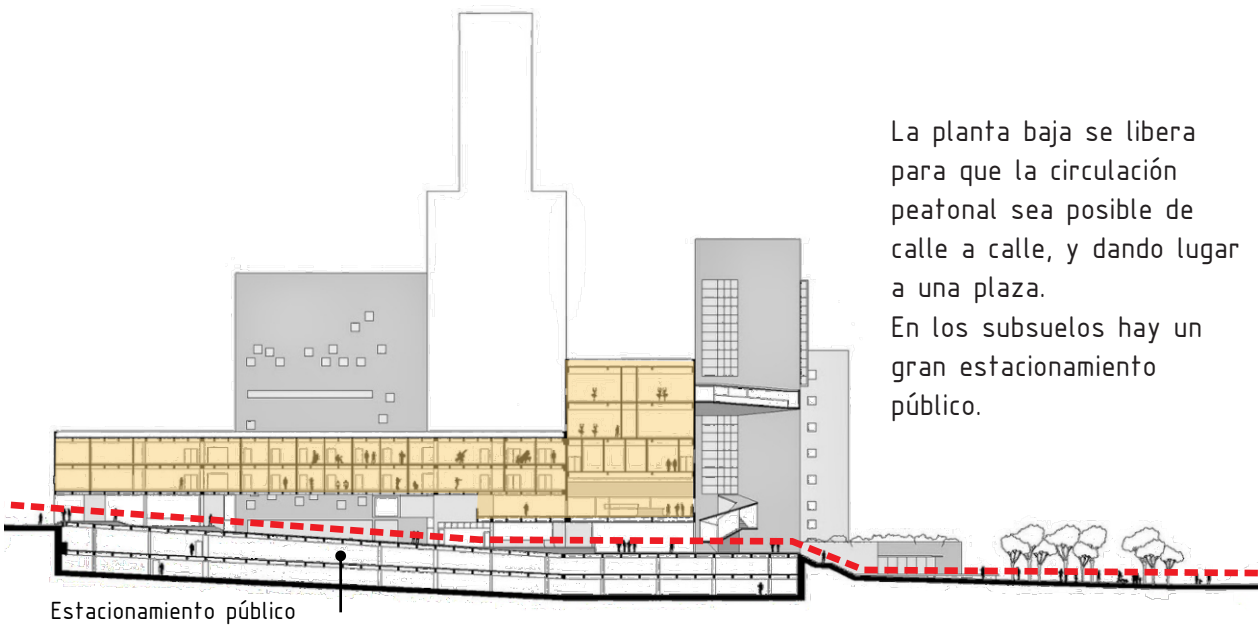 La planta baja se libera
para que la circulación
peatonal sea posible de
calle a calle, y dando lugar
a una plaza.
En los subsuelos hay un
gran estacionamiento
público.
Estacionamiento público